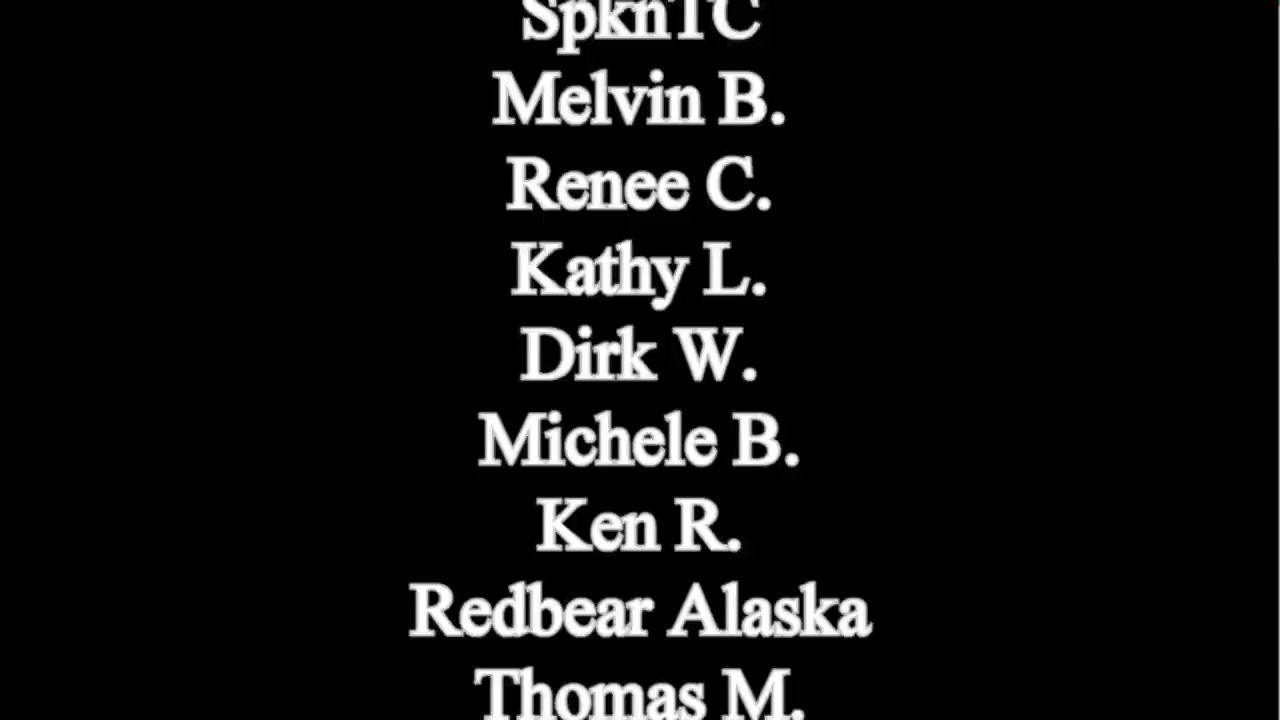 SpknTC
Melvin B.
Renee C.
Kathy L.
Dirk W.
Michele B.
Ken R.
Redbear Alaska
Thomas M.